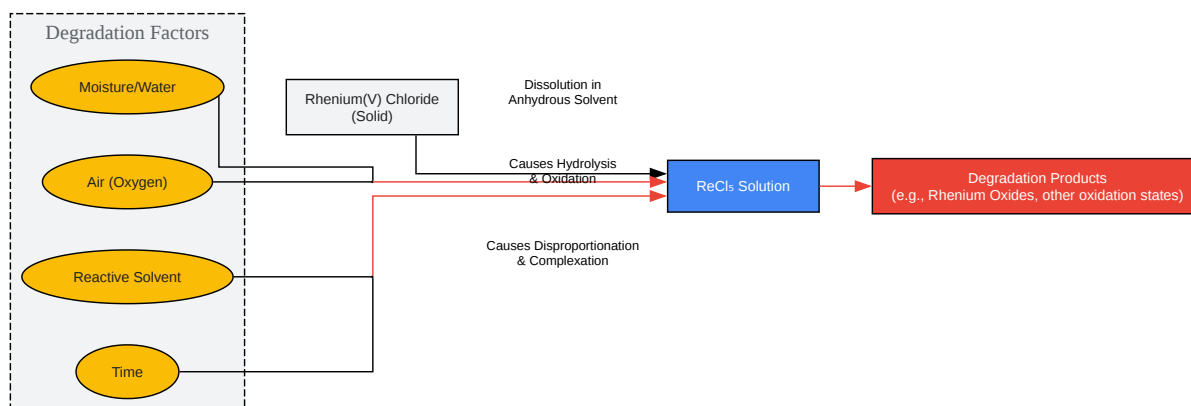 Degradation Factors
Moisture/Water
Air (Oxygen)
Reactive Solvent
Time
Rhenium(V) Chloride
(Solid)
Dissolution in
Anhydrous Solvent
Causes Hydrolysis
& Oxidation
Causes Disproportionation
& Complexation
ReCl₅ Solution
Degradation Products
(e.g., Rhenium Oxides, other oxidation states)